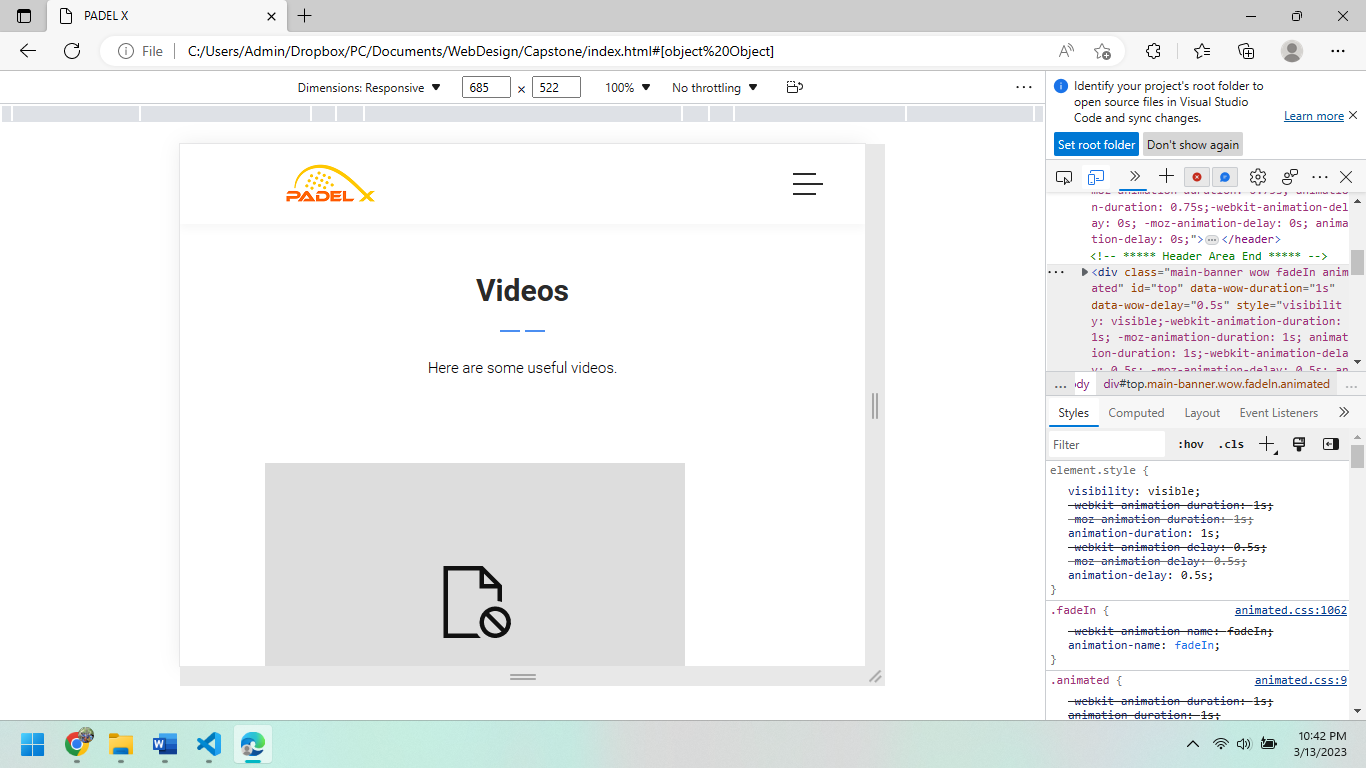 PADEL X
File
C:/Users/Admin/Dropbox/PC/Documents/WebDesign/Capstone/index.html#[object%20Object]
Dimensions: Responsive
685 × 522
100%
No throttling
Identify your project's root folder to
open source files in Visual Studio
Code and sync changes.
Learn more
Set root folder
Don't show again
n-duration: 0.75s;-webkit-animation-del
ay: 0s; -moz-animation-delay: 0s; anima
tion-delay: 0s;">…</header>
<!-- ***** Header Area End ***** -->
<div class="main-banner wow fadeIn anim
ated" id="top" data-wow-duration="1s"
data-wow-delay="0.5s" style="visibilit
y: visible;-webkit-animation-duration:
1s; -moz-animation-duration: 1s; animat
ion-duration: 1s;-webkit-animation-dela
y: 0.5s; -moz-animation-delay: 0.5s; an
… ody div#top.main-banner.wow.fadeIn.animated …
Styles Computed Layout Event Listeners
Filter
:hov .cls
element.style {
visibility: visible;
-webkit-animation-duration: 1s;
-moz-animation-duration: 1s;
animation-duration: 1s;
-webkit-animation-delay: 0.5s;
-moz-animation-delay: 0.5s;
animation-delay: 0.5s;
}
.fadeIn { animated.css:1062
-webkit-animation-name: fadeIn;
animation-name: fadeIn;
}
.animated { animated.css:9
-webkit-animation-duration: 1s;
animation-duration: 1s;
PADEL X
Videos
Here are some useful videos.
10:42 PM
3/13/2023